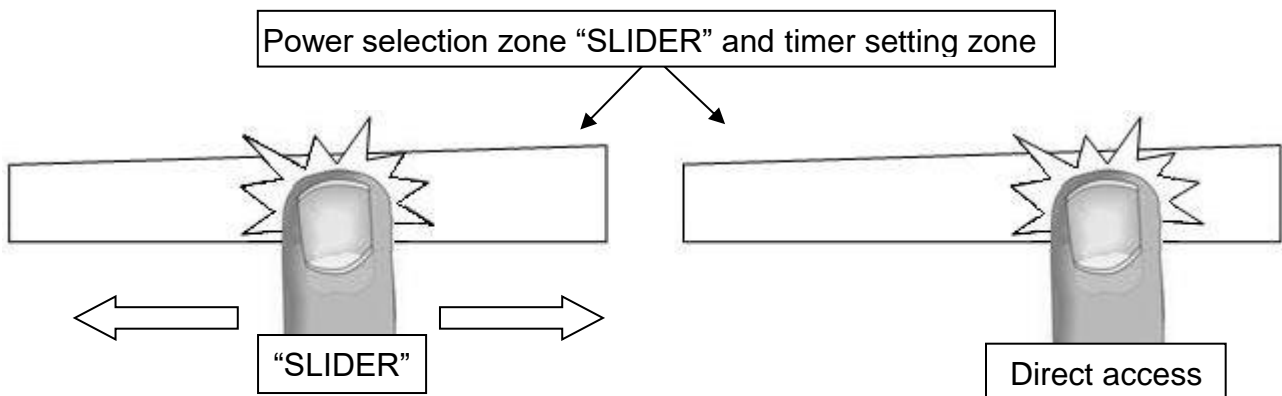 Power selection zone “SLIDER” and timer setting zone
“SLIDER”
Direct access